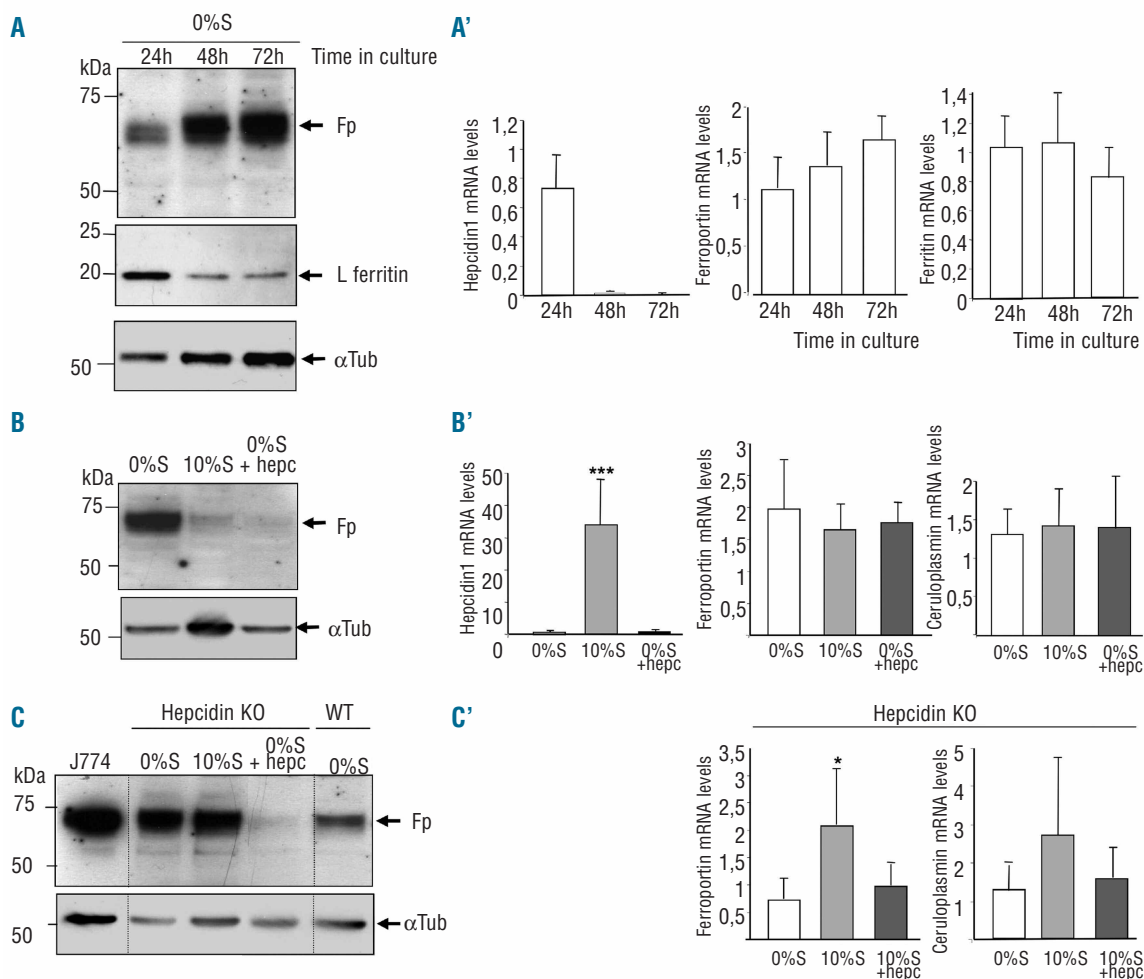 A
0%S
24h 48h 72h Time in culture
kDa
75
Fp
50
25
20
L ferritin
50
αTub
A’
Hepcidin1 mRNA levels
1,2
1
0,8
0,6
0,4
0,2
0
24h 48h 72h
Ferroportin mRNA levels
2
1,5
1
,5
0
24h 48h 72h
Time in culture
Ferritin mRNA levels
1,4
1,2
1
0,8
0,6
0,4
0,2
0
24h 48h 72h
Time in culture
B
0%S 10%S 0%S + hepc
kDa
75
Fp
50
50
αTub
B’
Hepcidin1 mRNA levels
50
40
30
20
10
0
***
0%S 10%S 0%S +hepc
Ferroportin mRNA levels
3
2,5
2
1,5
1
0,5
0%S 10%S 0%S +hepc
Ceruloplasmin mRNA levels
2
1,5
1
0,5
0%S 10%S 0%S +hepc
C
Hepcidin KO WT
J774 0%S 10%S 0%S + hepc 0%S
kDa
75
Fp
50
50
αTub
C’
Hepcidin KO
Ferroportin mRNA levels
3,5
3
2,5
2
1,5
1
0,5
*
0%S 10%S 10%S +hepc
Ceruloplasmin mRNA levels
5
4
3
2
1
0
0%S 10%S 10%S +hepc